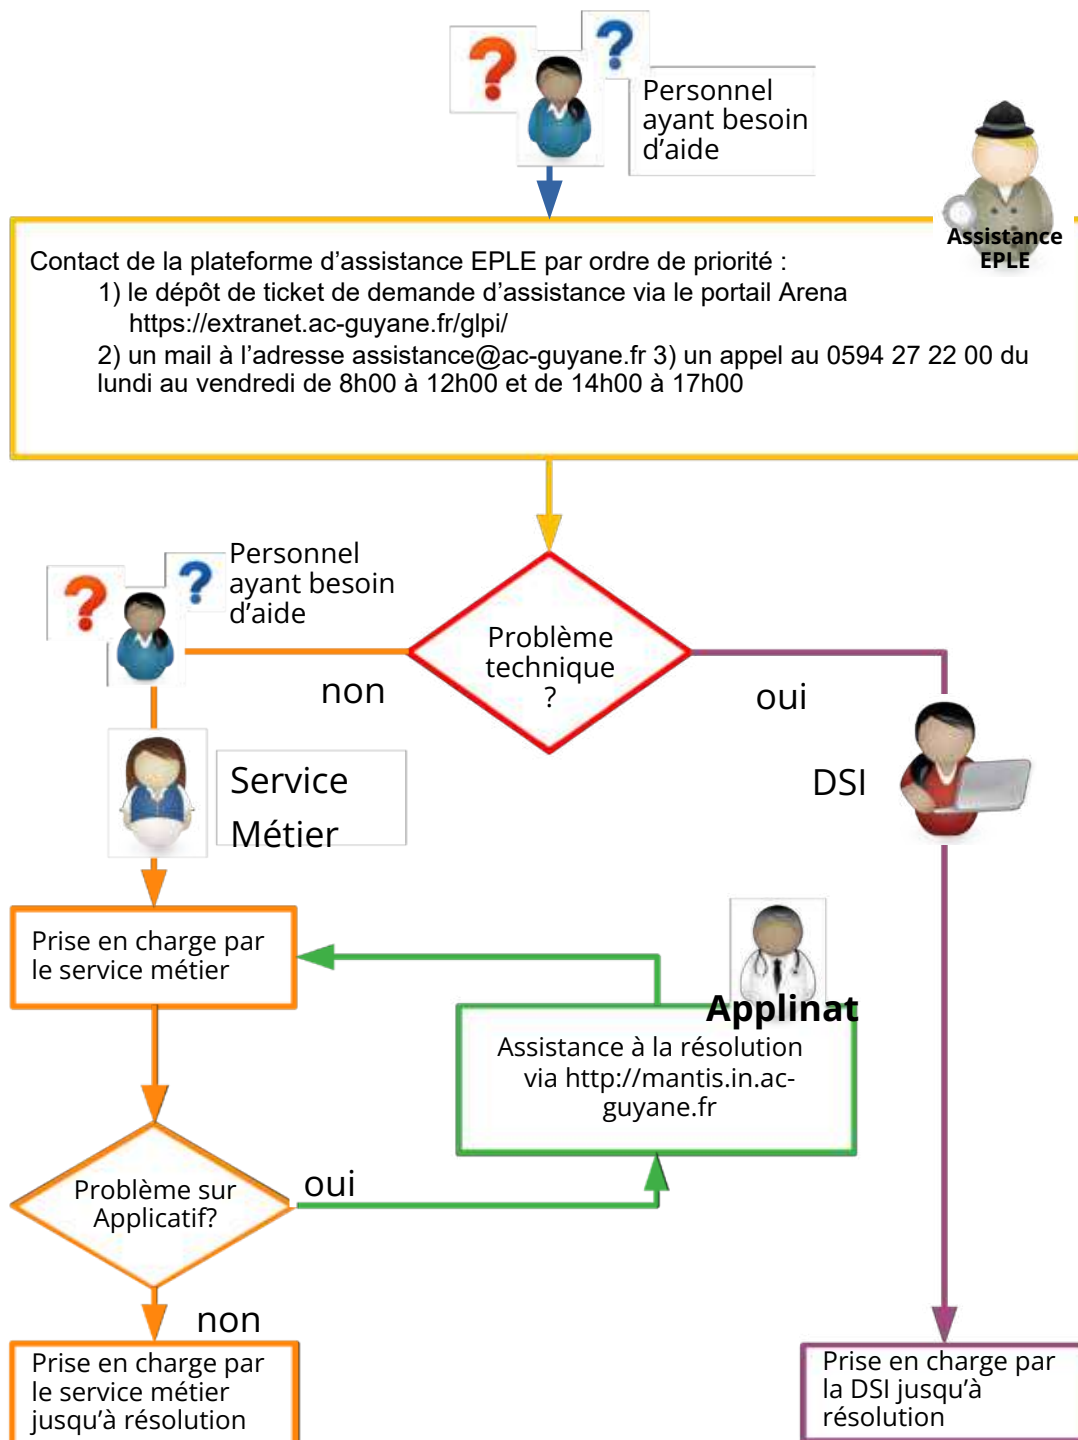 Personnel
ayant besoin
d’aide
Assistance
EPLE
Contact de la plateforme d’assistance EPLE par ordre de priorité :
1) le dépôt de ticket de demande d’assistance via le portail Arena
https://extranet.ac-guyane.fr/glpi/
2) un mail à l’adresse assistance@ac-guyane.fr 3) un appel au 0594 27 22 00 du
lundi au vendredi de 8h00 à 12h00 et de 14h00 à 17h00
Personnel
ayant besoin
d'aide
Problème
technique
?
non
oui
Service
Métier
DSI
Prise en charge par
le service métier
Applinat
Assistance à la résolution
via http://mantis.in.ac-
guyane.fr
Problème sur
Applicatif?
oui
non
Prise en charge par
le service métier
jusqu’à résolution
Prise en charge par
la DSI jusqu’à
résolution